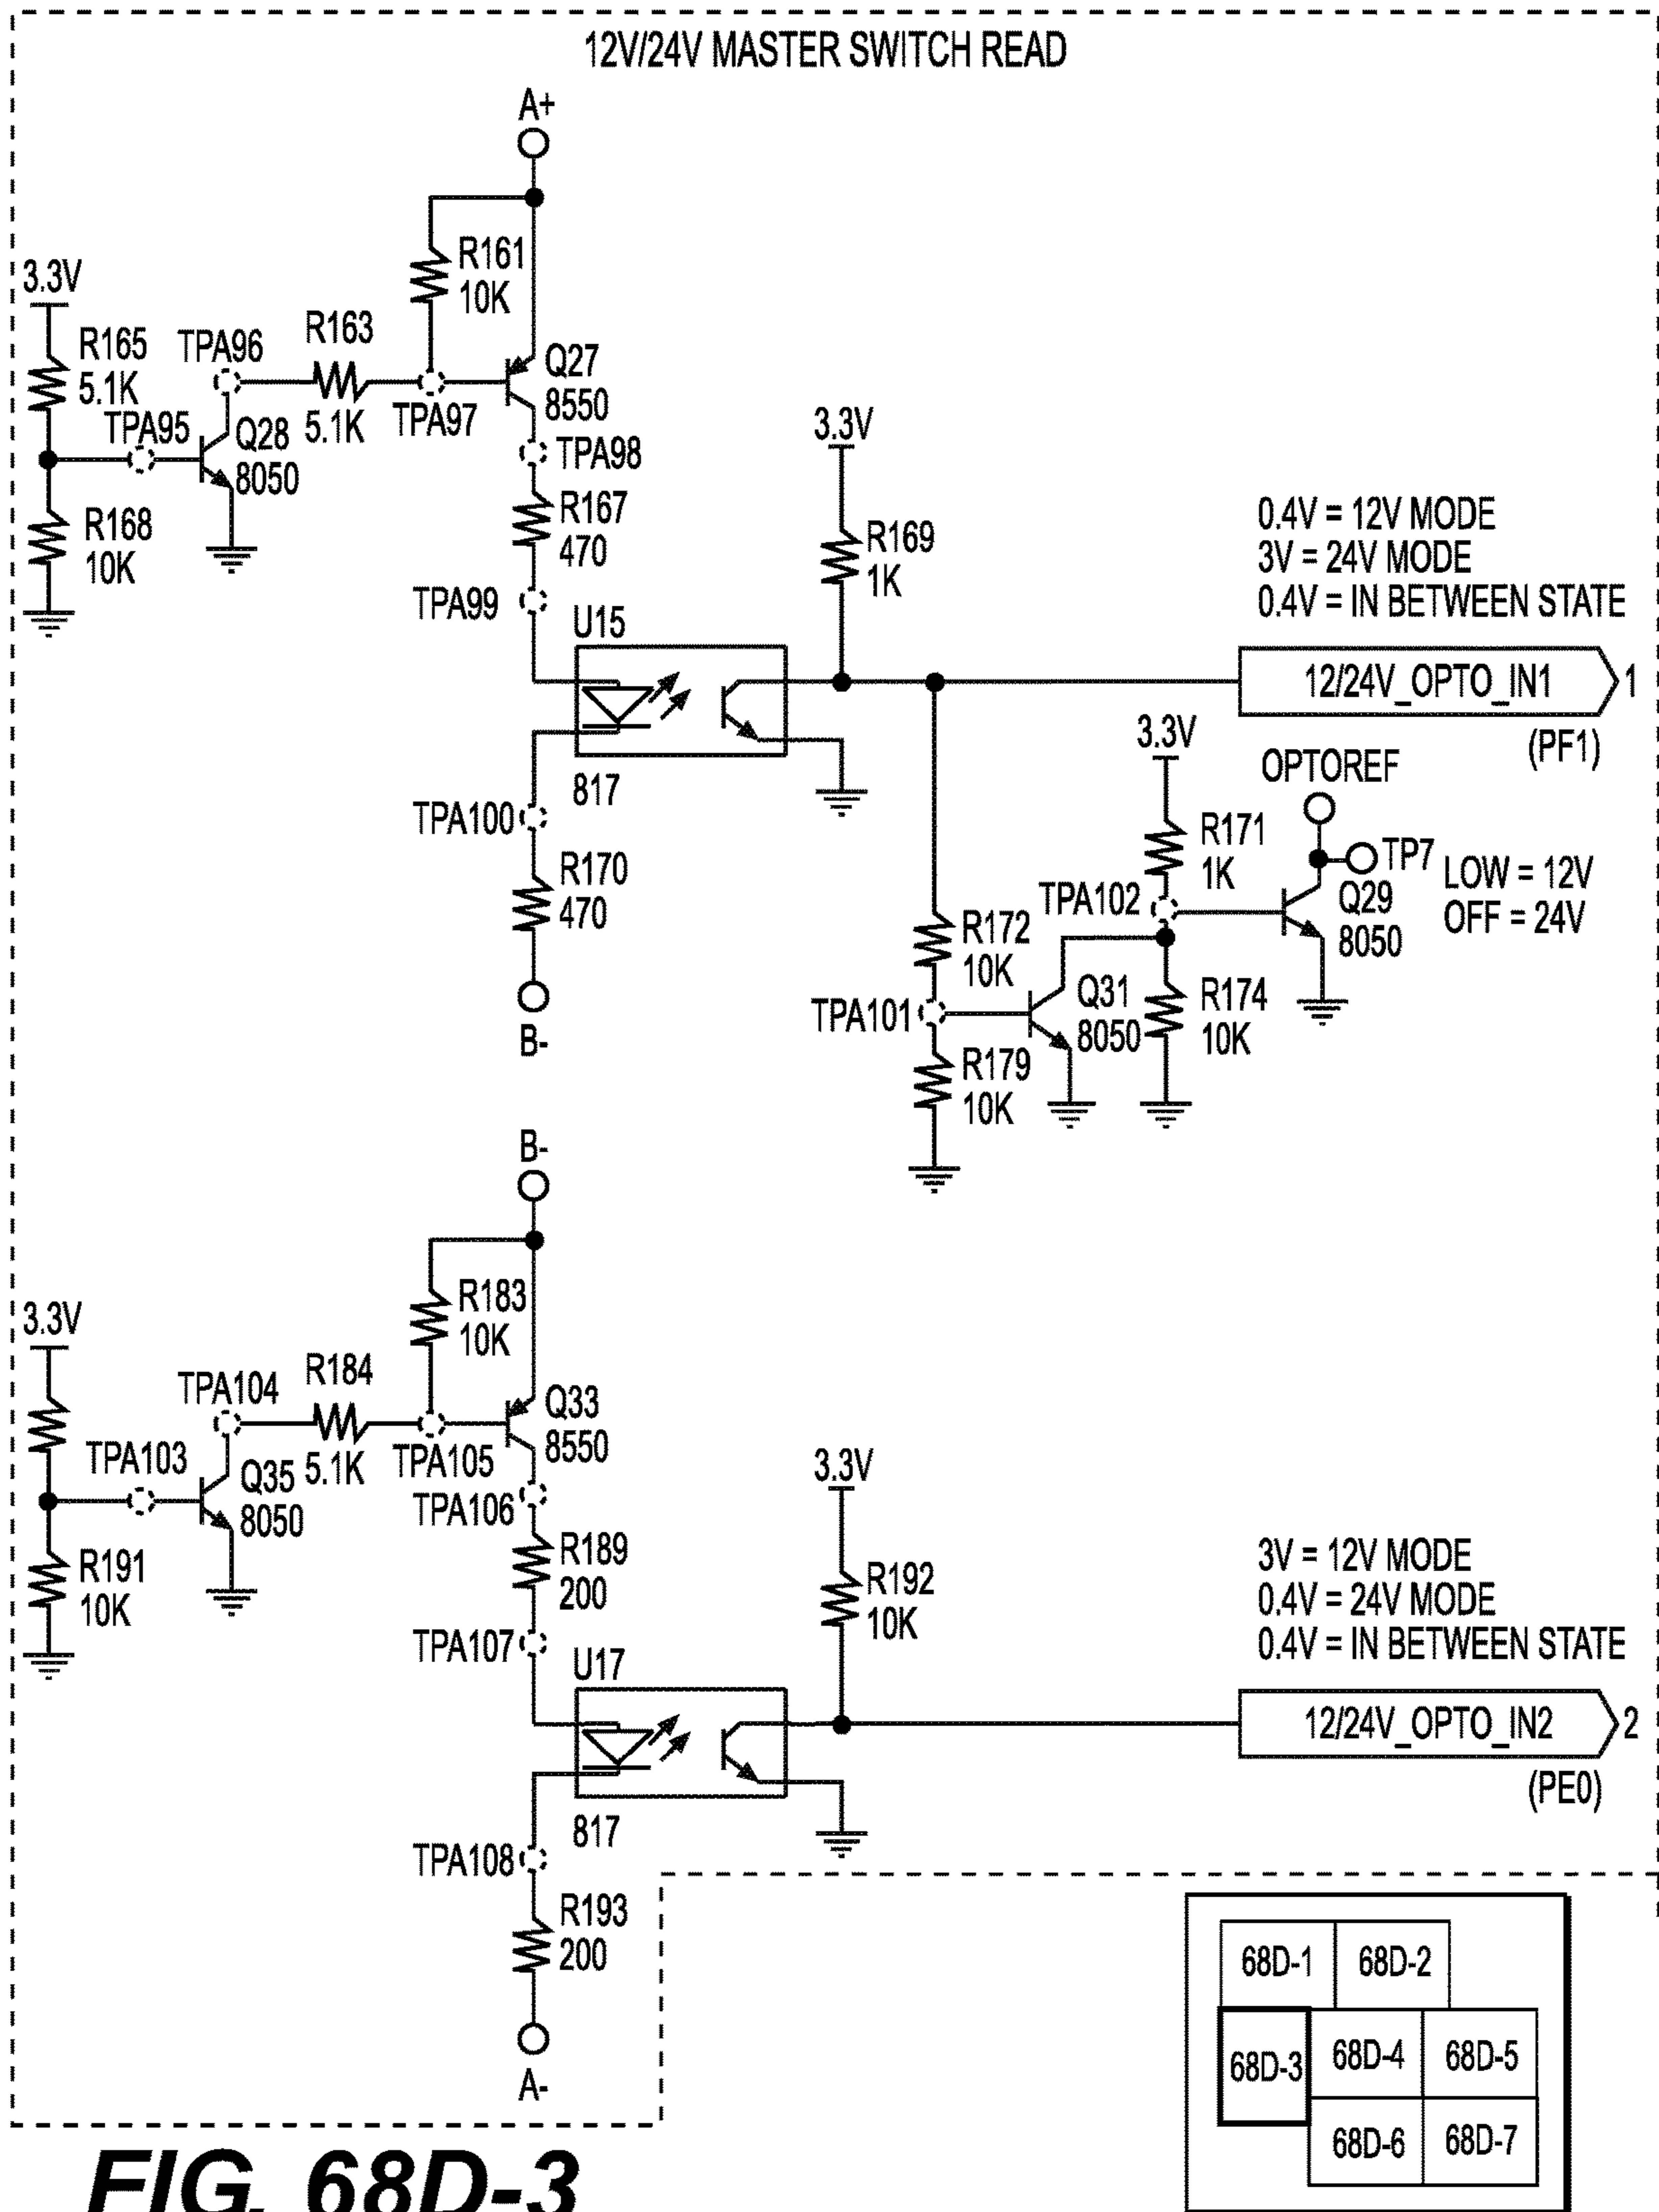 12V/24V MASTER SWITCH READ
A+
R161
10K
3.3V
R165
5.1K
TPA96
R163
5.1K
TPA97
Q27
8550
TPA95
Q28
8050
TPA98
R168
10K
R167
470
TPA99
3.3V
R169
1K
U15
817
0.4V = 12V MODE
3V = 24V MODE
0.4V = IN BETWEEN STATE
12/24V_OPTO_IN1
1
(PF1)
TPA100
R170
470
B-
3.3V
R171
1K
OPTOREF
TP7
LOW = 12V
OFF = 24V
TPA102
Q29
8050
R172
10K
TPA101
Q31
8050
R174
10K
R179
10K
B-
R183
10K
3.3V
TPA104
R184
5.1K
TPA105
Q33
8550
TPA103
Q35
8050
TPA106
R191
10K
R189
200
TPA107
3.3V
R192
10K
U17
817
3V = 12V MODE
0.4V = 24V MODE
0.4V = IN BETWEEN STATE
12/24V_OPTO_IN2
2
(PE0)
TPA108
R193
200
A-
68D-1 68D-2
68D-3 68D-4 68D-5
68D-6 68D-7
FIG. 68D-3